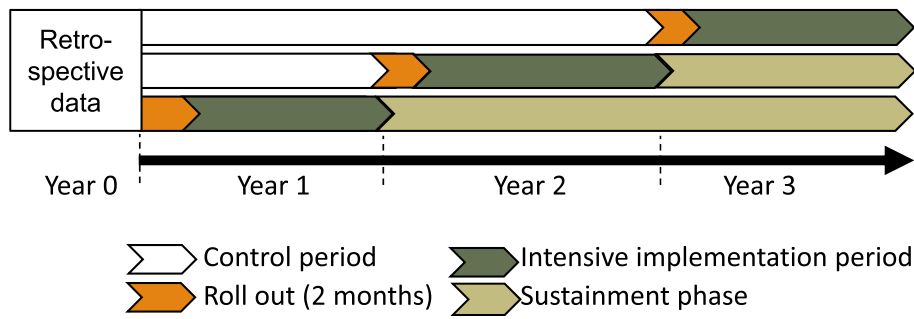 Retro-
spective
data
Year 0
Year 1
Year 2
Year 3
Control period
Intensive implementation period
Roll out (2 months)
Sustainment phase